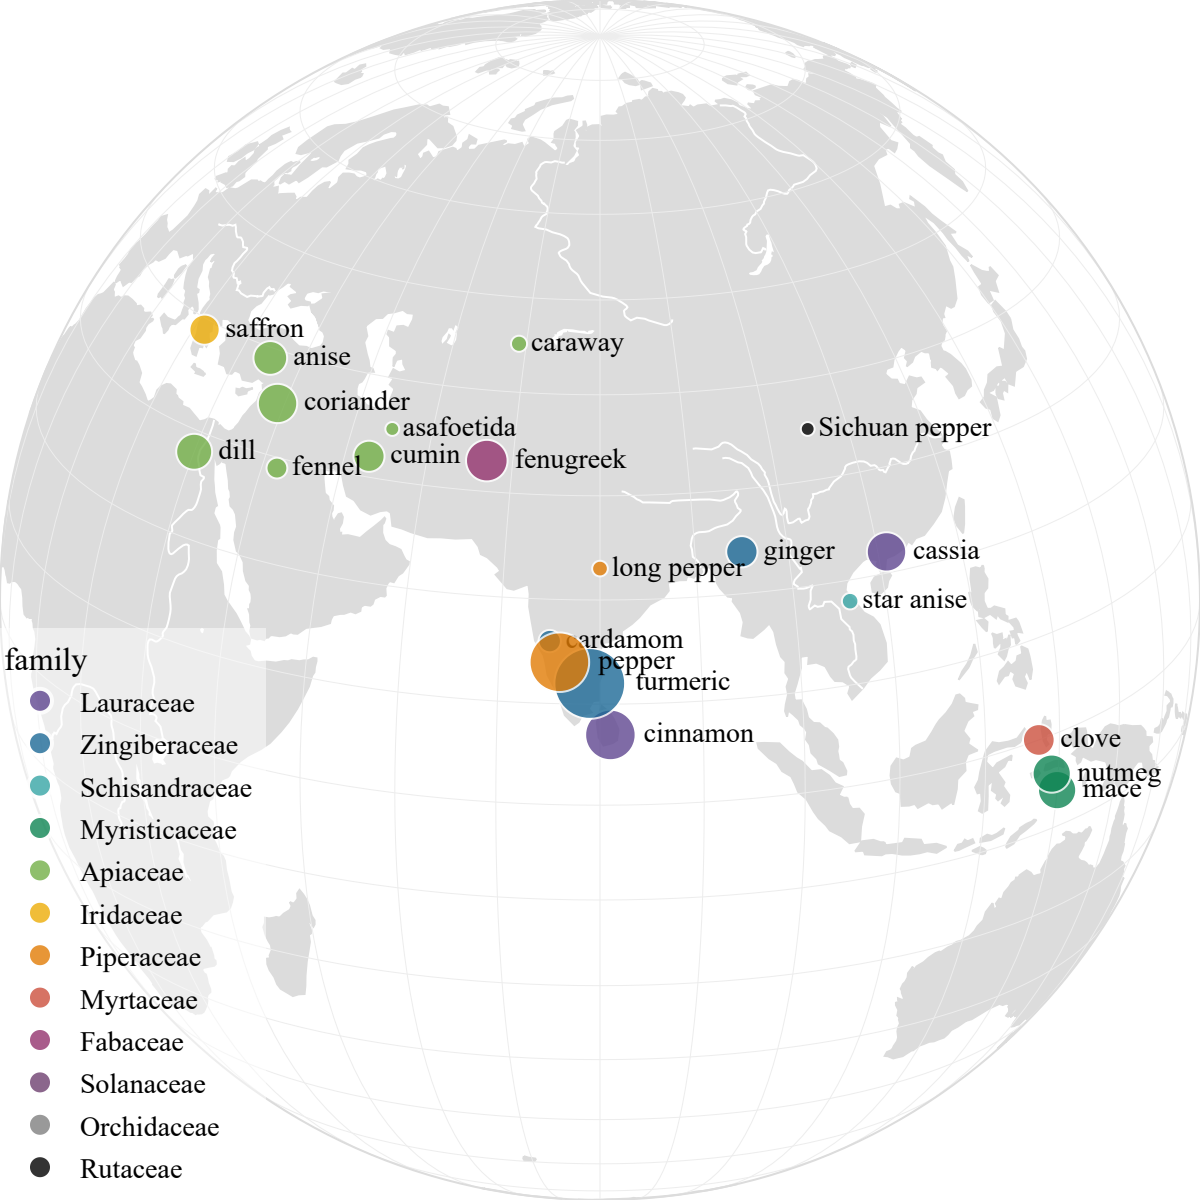 saffron
caraway
anise
coriander
asafoetida
Sichuan pepper
dill
cumin
fenugreek
fennel
ginger
cassia
long pepper
star anise
cardamom
pepper
turmeric
cinnamon
clove
nutmeg
mace
family
Lauraceae
Zingiberaceae
Schisandraceae
Myristicaceae
Apiaceae
Iridaceae
Piperaceae
Myrtaceae
Fabaceae
Solanaceae
Orchidaceae
Rutaceae